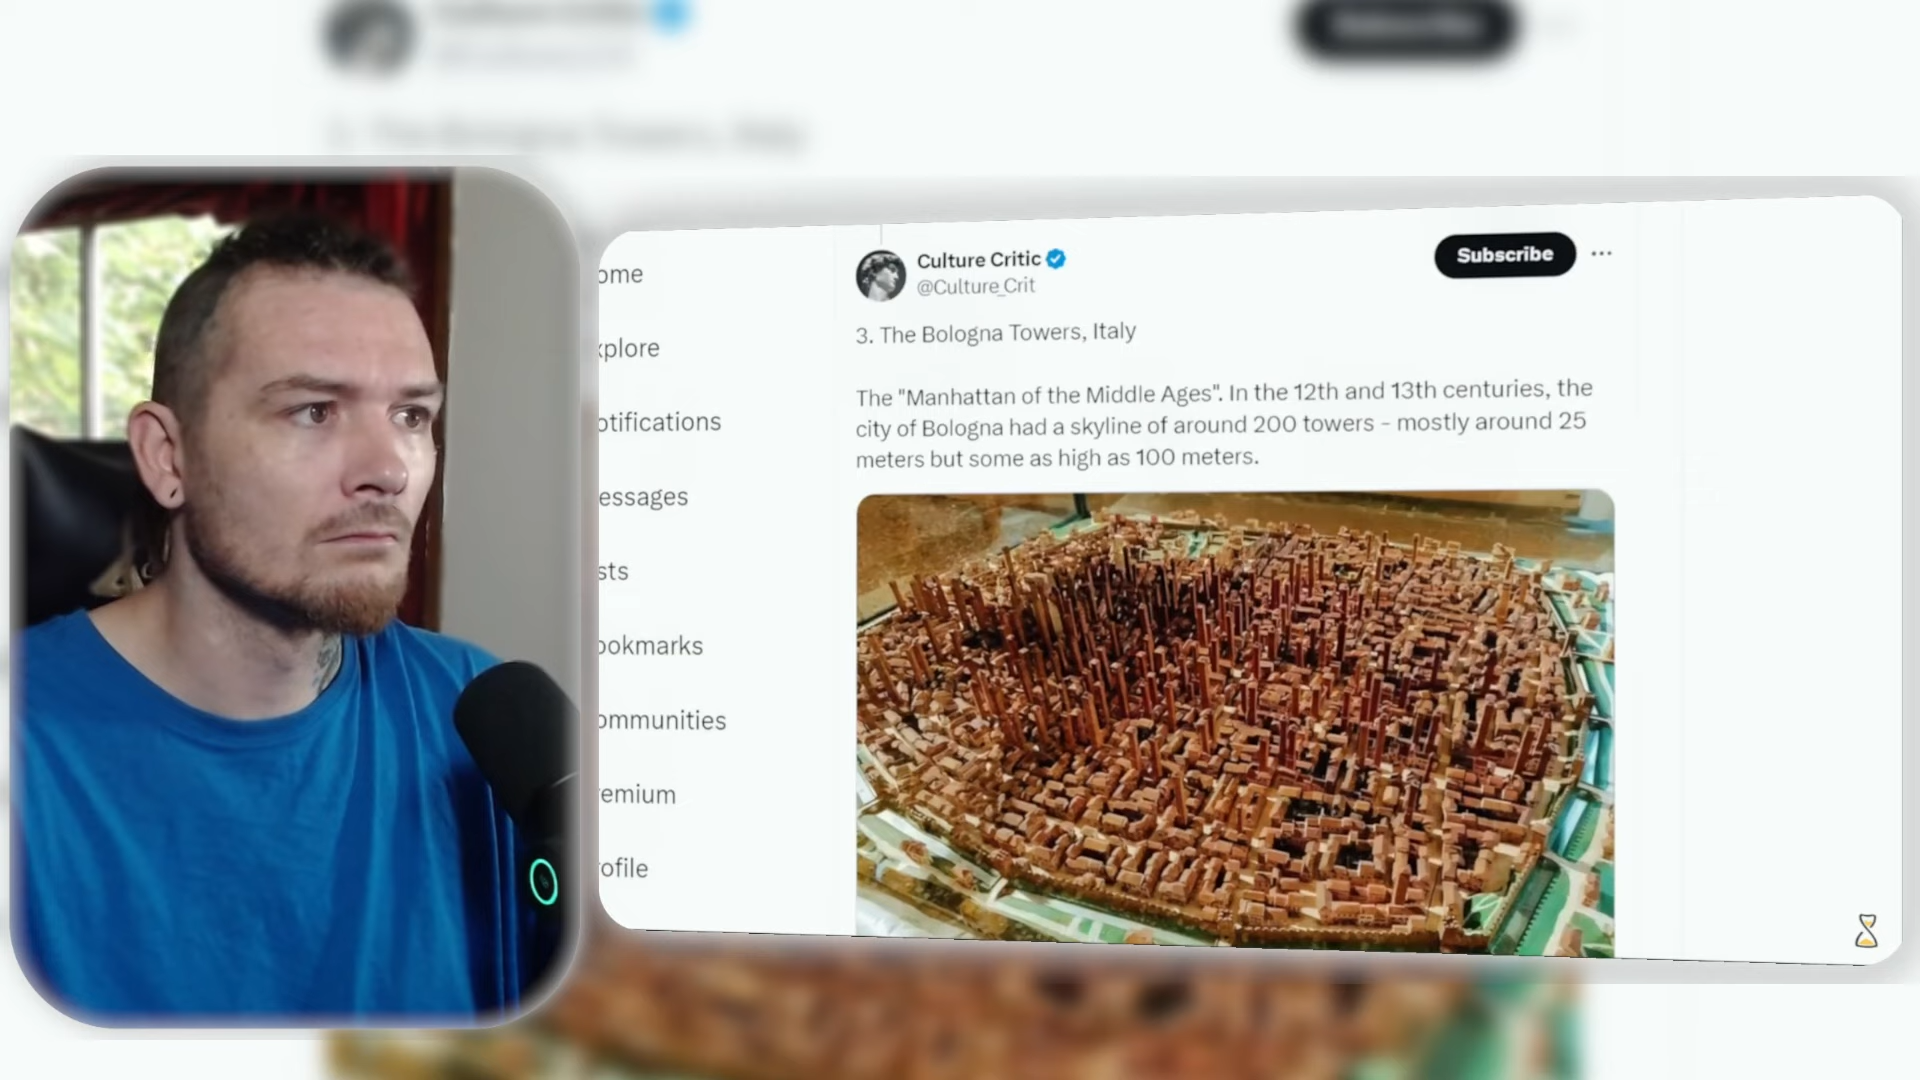 Culture Critic
@Culture_Crit
Subscribe
3. The Bologna Towers, Italy
The "Manhattan of the Middle Ages". In the 12th and 13th centuries, the
city of Bologna had a skyline of around 200 towers - mostly around 25
meters but some as high as 100 meters.
ome
xplore
otifications
essages
sts
ookmarks
ommunities
remium
rofile